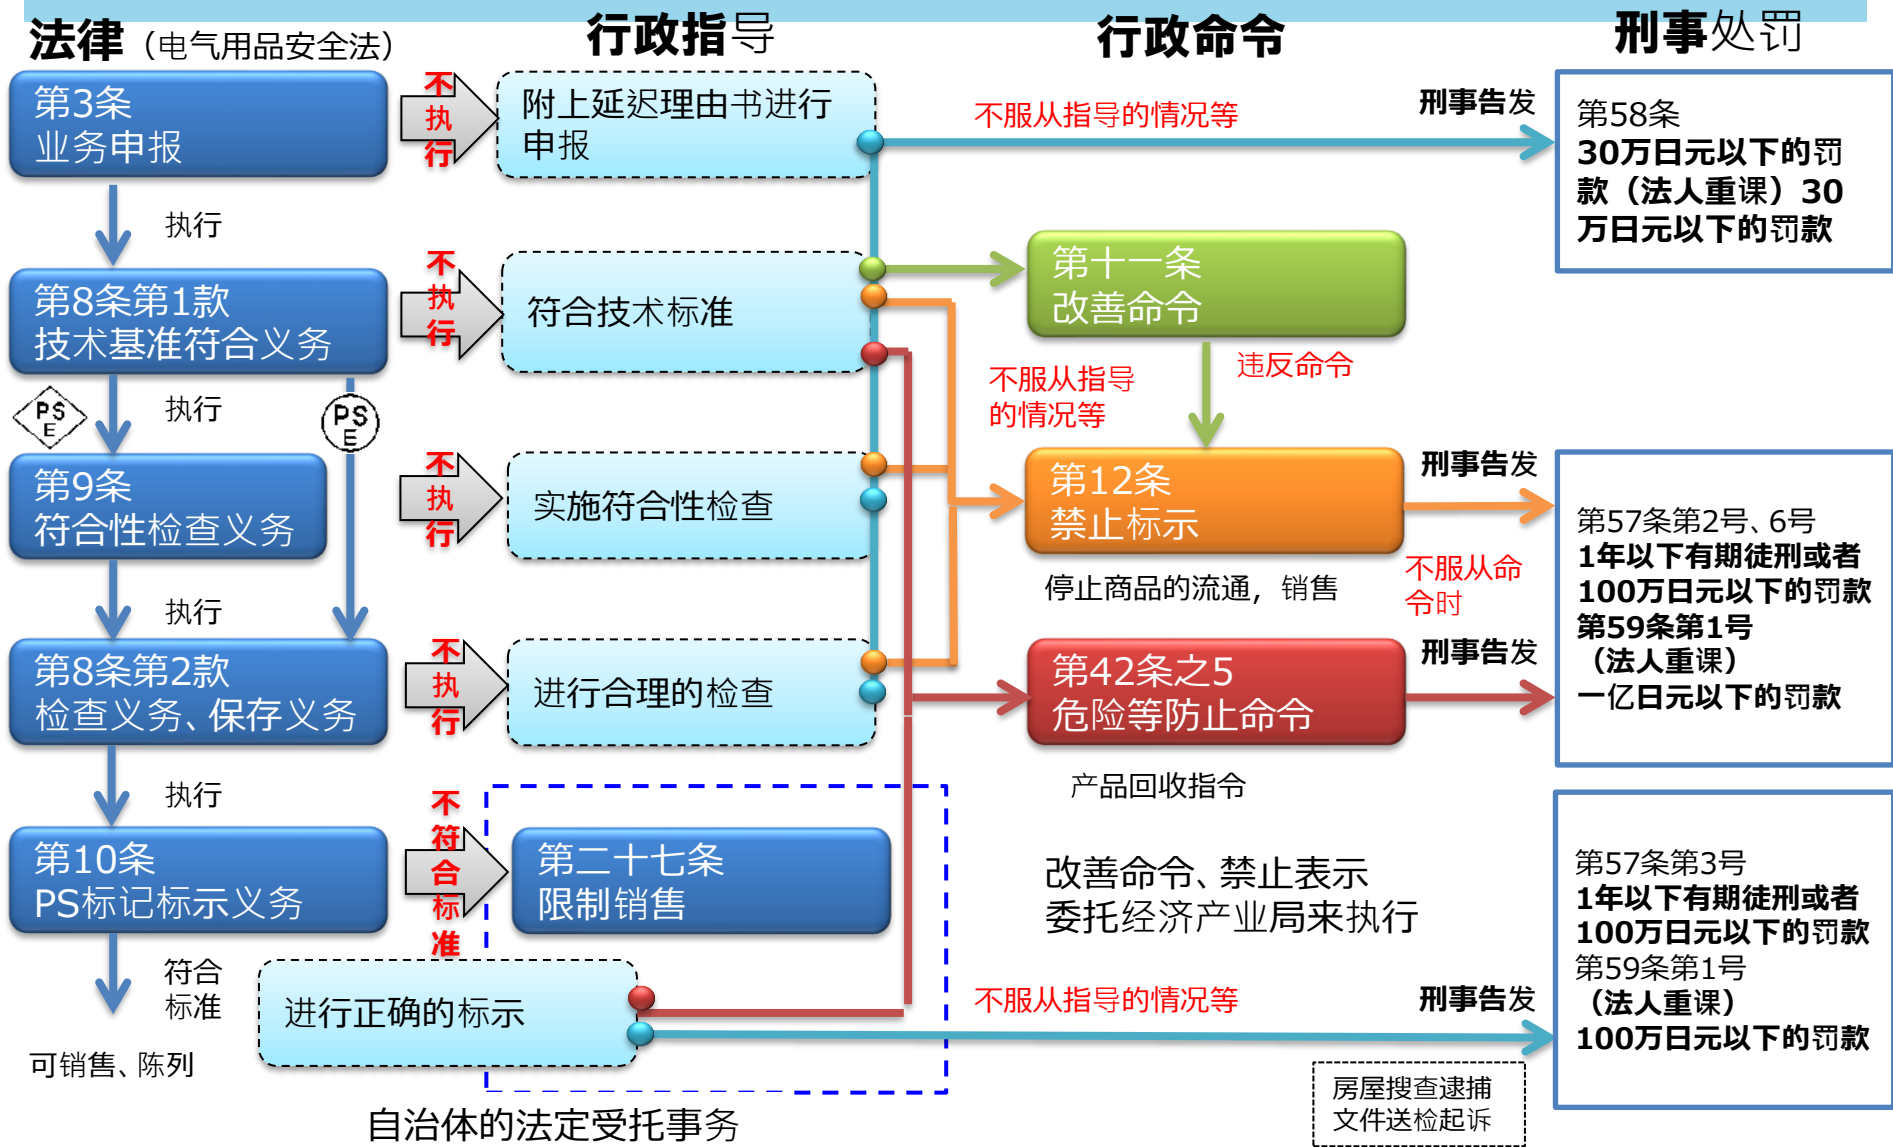 法律（电气用品安全法）
行政指导
行政命令
刑事处罚
第3条
业务申报
不
执
行
附上延迟理由书进行
申报
不服从指导的情况等
刑事告发
第58条
30万日元以下的罚
款（法人重课）30
万日元以下的罚款
执行
第8条第1款
技术基准符合义务
不
执
行
符合技术标准
第十一条
改善命令
不服从指导
的情况等
违反命令
PS
E
执行
PS
E
第9条
符合性检查义务
不
执
行
实施符合性检查
第12条
禁止标示
停止商品的流通，销售
刑事告发
不服从命
令时
第57条第2号、6号
1年以下有期徒刑或者
100万日元以下的罚款
第59条第1号
（法人重课）
一亿日元以下的罚款
执行
第8条第2款
检查义务、保存义务
不
执
行
进行合理的检查
第42条之5
危险等防止命令
刑事告发
产品回收指令
执行
第10条
PS标记标示义务
不
符
合
标
准
第二十七条
限制销售
改善命令、禁止表示
委托经济产业局来执行
第57条第3号
1年以下有期徒刑或者
100万日元以下的罚款
第59条第1号
（法人重课）
100万日元以下的罚款
符合
标准
进行正确的标示
不服从指导的情况等
刑事告发
可销售、陈列
房屋搜查逮捕
文件送检起诉
自治体的法定受托事务